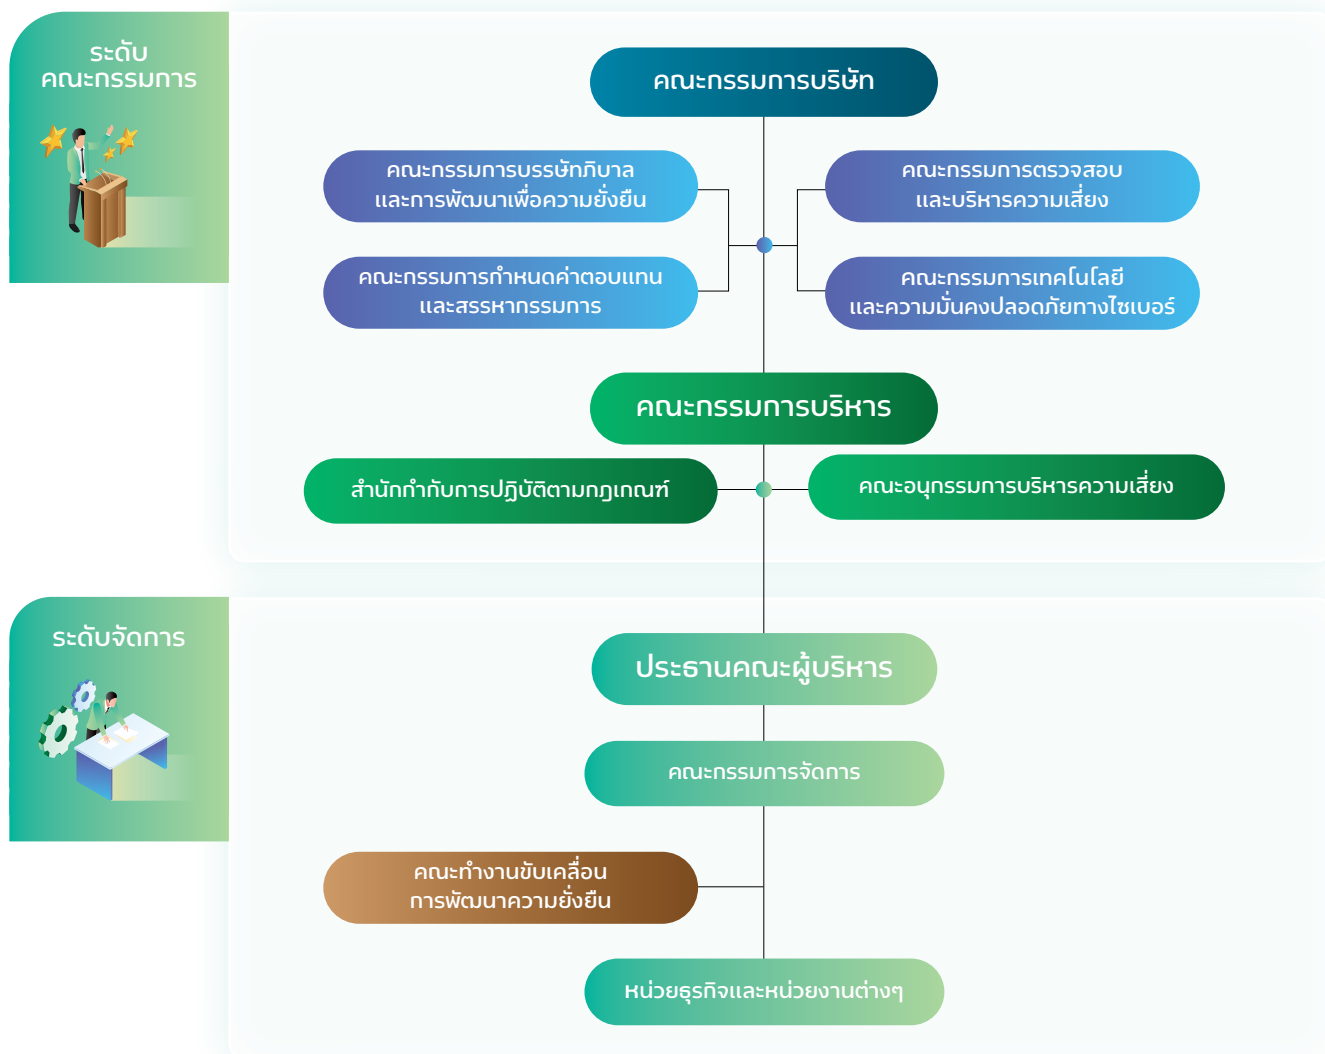 ระดับ
คณะกรรมการ
คณะกรรมการบริษัท
คณะกรรมการบรรษัทภิบาล
และการพัฒนาเพื่อความยั่งยืน
คณะกรรมการตรวจสอบ
และบริหารความเสี่ยง
คณะกรรมการกำหนดค่าตอบแทน
และสรรหากรรมการ
คณะกรรมการเทคโนโลยี
และความมั่นคงปลอดภัยทางไซเบอร์
คณะกรรมการบริหาร
สำนักกำกับการปฏิบัติตามกฎเกณฑ์
คณะอนุกรรมการบริหารความเสี่ยง
ระดับจัดการ
ประธานคณะผู้บริหาร
คณะกรรมการจัดการ
คณะทำงานขับเคลื่อน
การพัฒนาความยั่งยืน
หน่วยธุรกิจและหน่วยงานต่างๆ